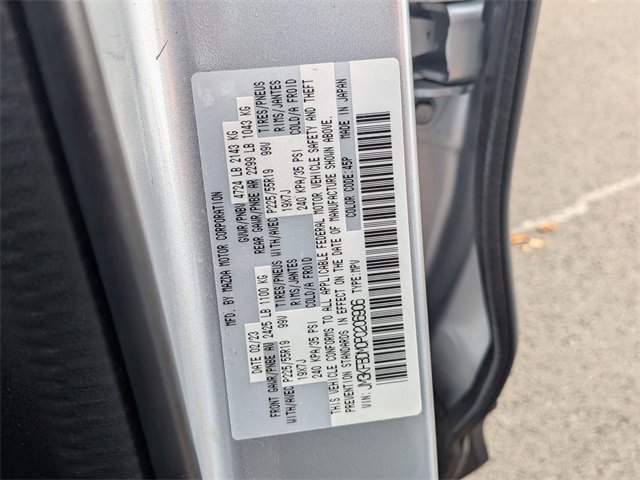 MFD. BY MAZDA MOTOR CORPORATION
DATE 02/23 GVWR/PNBV 4724 LB 2143 KG
FRONT GAWR/PNBE AV 2425 LB 1100 KG REAR GAWR/PNBE AR 2299 LB 1043 KG
WITH/AVEC P225/55R19 99V TIRES/PNEUS WITH/AVEC P225/55R19 99V TIRES/PNEUS
19X7J RIMS/JANTES 19X7J RIMS/JANTES
240 KPA/35 PSI COLD/A FROID 240 KPA/35 PSI COLD/A FROID
THIS VEHICLE CONFORMS TO ALL APPLICABLE FEDERAL MOTOR VEHICLE SAFETY AND THEFT
PREVENTION STANDARDS IN EFFECT ON THE DATE OF MANUFACTURE SHOWN ABOVE.
COLOR CODE:45P MADE IN JAPAN
VIN: JM3KFBDMXP0206906 TYPE:MPV